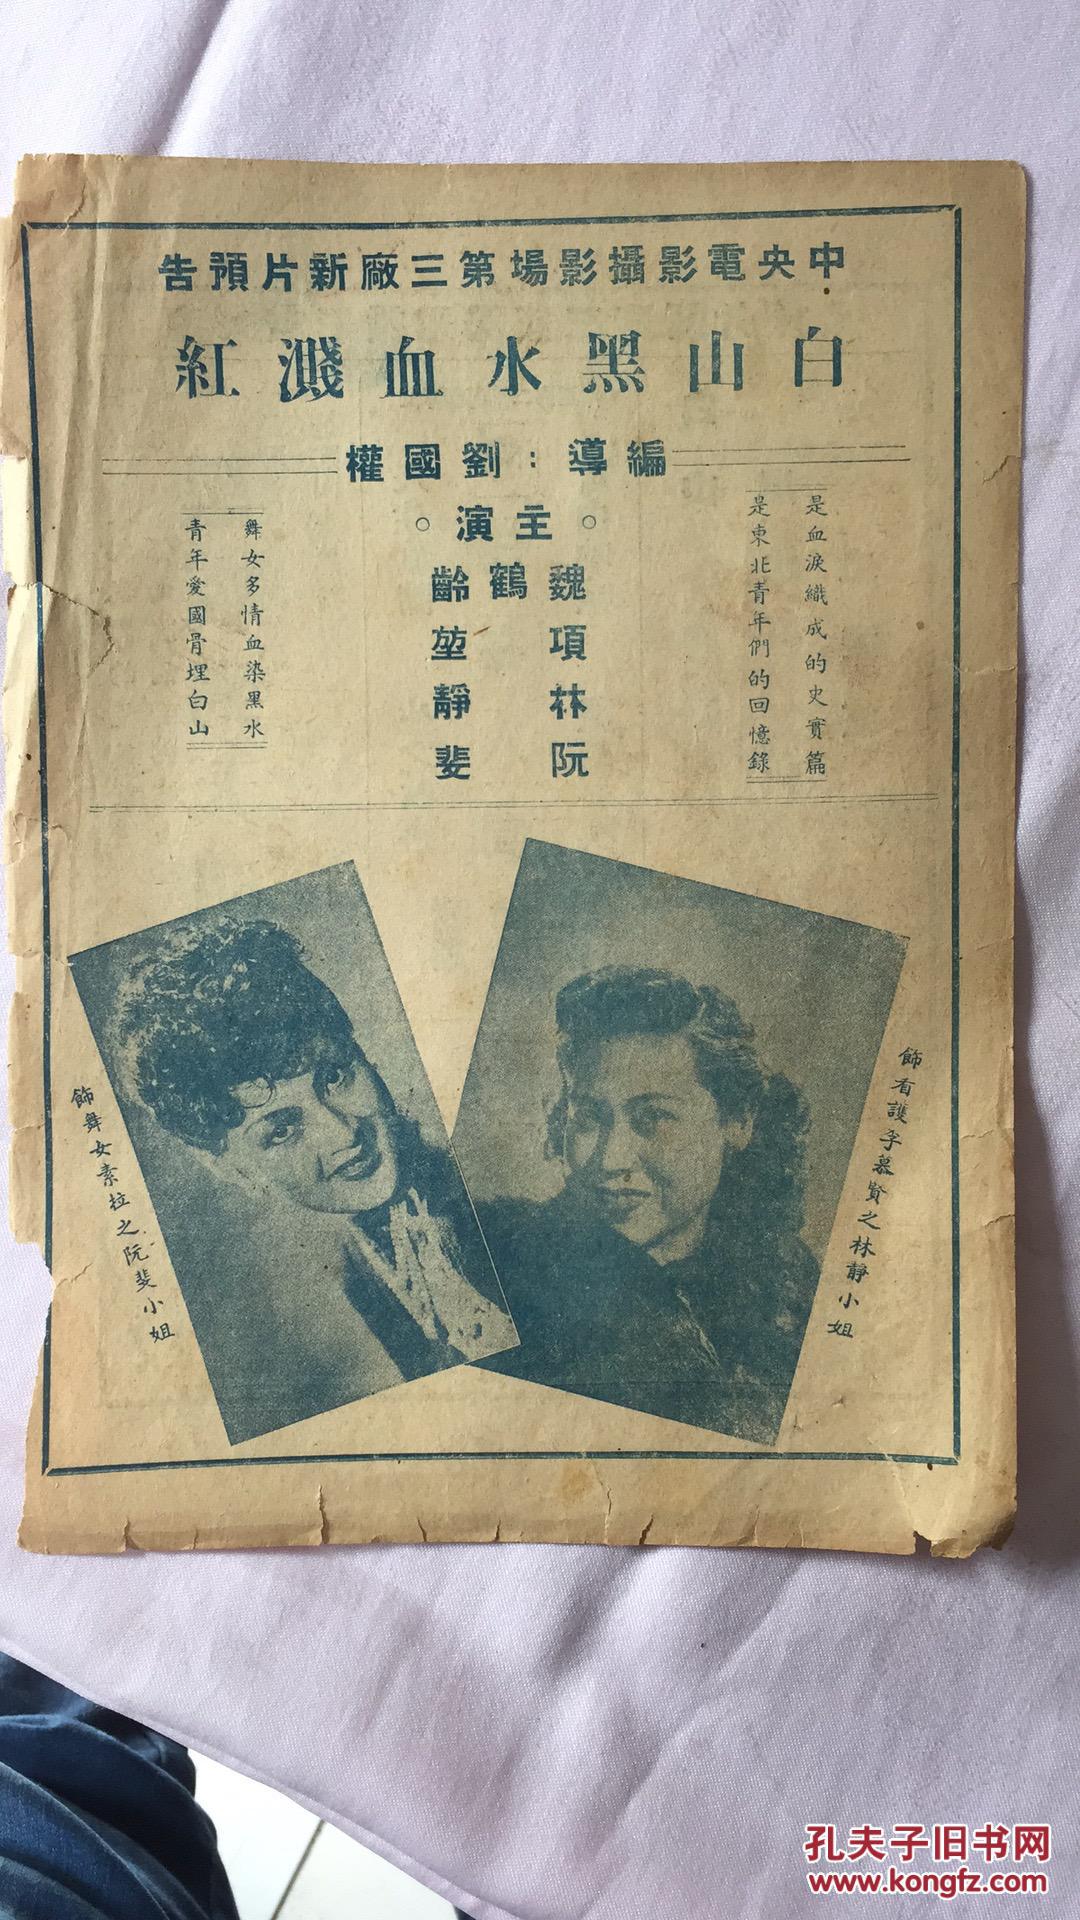 中央電影攝影場第三廠新片預告
白山黑水血濺紅
編導：劉國權
。主演。
魏鶴齡
項堃
林靜
阮斐
是血淚織成的史實篇
是東北青年們的回憶錄
舞女多情血染黑水
青年愛國骨埋白山
飾看護李慕賢之林靜小姐
飾舞女素拉之阮斐小姐
孔夫子旧书网
www.kongfz.com